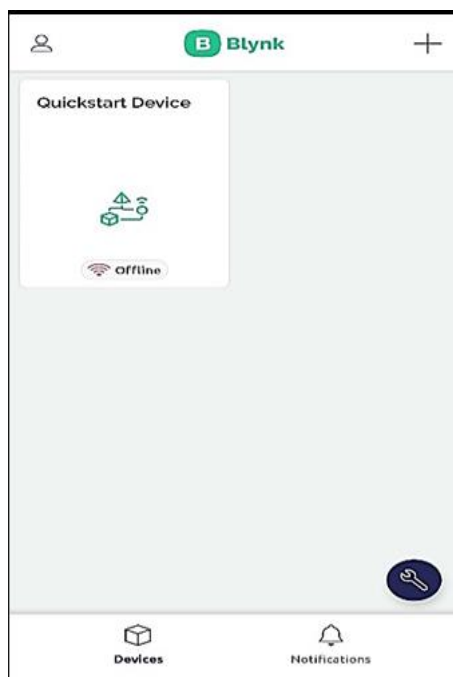 B Blynk
Quickstart Device
Offline
Devices
Notifications